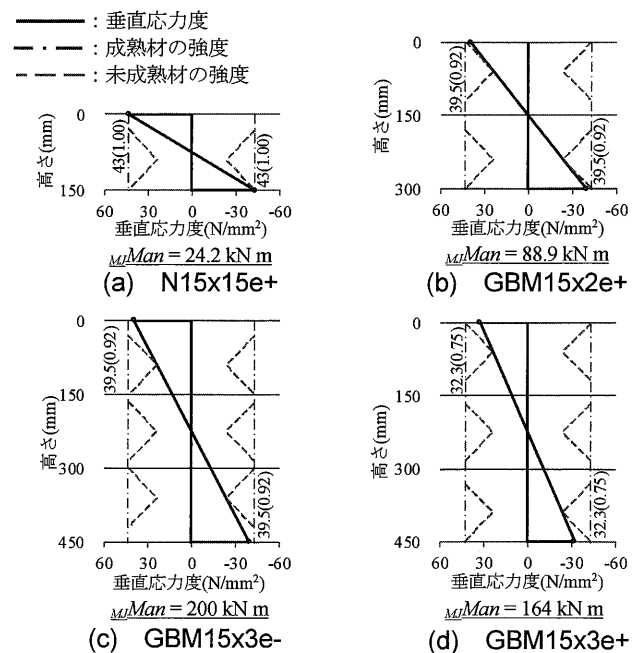 : 垂直応力度
: 成熟材の強度
: 未成熟材の強度
0
150
高さ(mm)
43(1.00)
43(1.00)
60 30 0 -30 -60
垂直応力度(N/mm²)
MJMan = 24.2 kN m
(a) N15x15e+
0
150
300
高さ(mm)
39.5(0.92)
39.5(0.92)
60 30 0 -30 -60
垂直応力度(N/mm²)
MJMan = 88.9 kN m
(b) GBM15x2e+
0
150
300
450
高さ(mm)
39.5(0.92)
39.5(0.92)
60 30 0 -30 -60
垂直応力度(N/mm²)
MJMan = 200 kN m
(c) GBM15x3e-
0
150
300
450
高さ(mm)
32.3(0.75)
32.3(0.75)
60 30 0 -30 -60
垂直応力度(N/mm²)
MJMan = 164 kN m
(d) GBM15x3e+